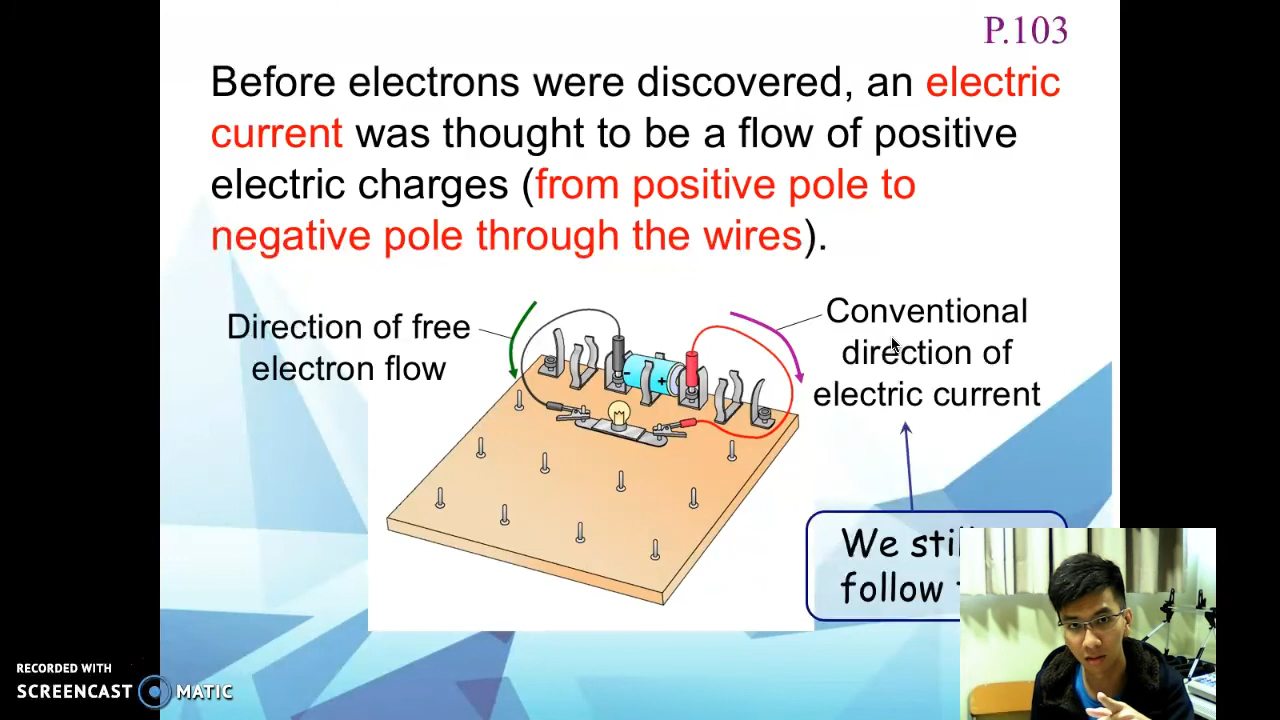 P.103
Before electrons were discovered, an electric
current was thought to be a flow of positive
electric charges (from positive pole to
negative pole through the wires).
Direction of free
electron flow
Conventional
direction of
electric current
- +
We
follow
RECORDED WITH
SCREENCAST MATIC